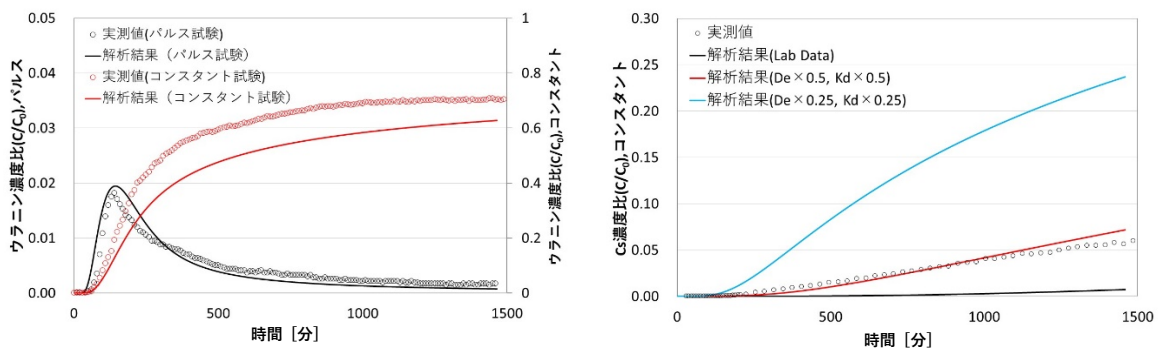 0.05
0.04
0.03
0.02
0.01
0.00
ウラニン濃度比(C/C₀),パルス
実測値(パルス試験)
解析結果（パルス試験）
実測値(コンスタント試験)
解析結果（コンスタント試験）
1
0.8
0.6
0.4
0.2
0
ウラニン濃度比(C/C₀),コンスタント
0
500
1000
1500
時間［分］
0.30
0.25
0.20
0.15
0.10
0.05
0.00
Cs濃度比(C/C₀),コンスタント
実測値
解析結果(Lab Data)
解析結果(De×0.5, Kd×0.5)
解析結果(De×0.25, Kd×0.25)
0
500
1000
1500
時間［分］